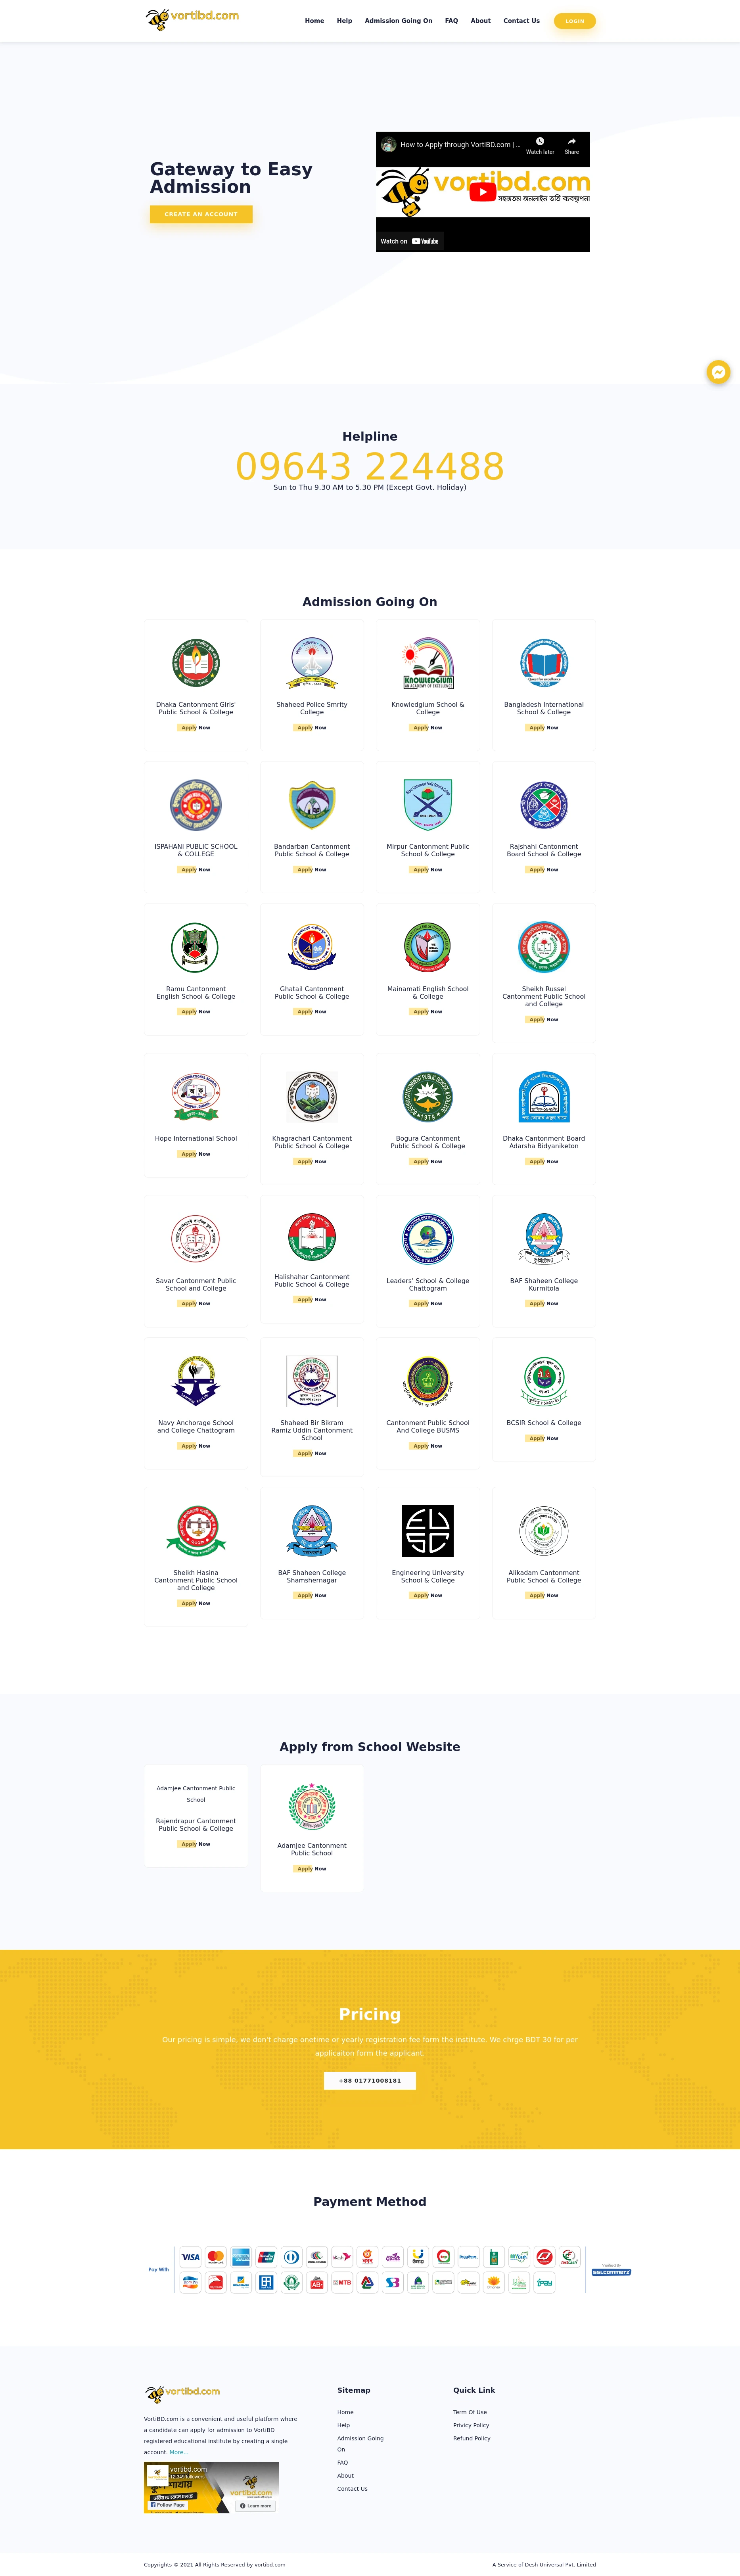 vortibd.com
Home
Help
Admission Going On
FAQ
About
Contact Us
LOGIN
Gateway to Easy
Admission
CREATE AN ACCOUNT
How to Apply through VortiBD.com | ...
Watch later
Share
vortibd.com
সহজতম অনলাইন ভর্তি ব্যবস্থাপনা
Watch on YouTube
Helpline
09643 224488
Sun to Thu 9.30 AM to 5.30 PM (Except Govt. Holiday)
Admission Going On
Dhaka Cantonment Girls'
Public School & College
Apply Now
Shaheed Police Smrity
College
Apply Now
KNOWLEDGIUM
Knowledgium School &
College
Apply Now
Bangladesh International
School & College
Apply Now
ISPAHANI PUBLIC SCHOOL
& COLLEGE
Apply Now
Bandarban Cantonment
Public School & College
Apply Now
Mirpur Cantonment Public
School & College
Apply Now
Rajshahi Cantonment
Board School & College
Apply Now
Ramu Cantonment
English School & College
Apply Now
Ghatail Cantonment
Public School & College
Apply Now
Mainamati English School
& College
Apply Now
Sheikh Russel
Cantonment Public School
and College
Apply Now
Hope International School
Apply Now
Khagrachari Cantonment
Public School & College
Apply Now
Bogura Cantonment
Public School & College
Apply Now
Dhaka Cantonment Board
Adarsha Bidyaniketon
Apply Now
Savar Cantonment Public
School and College
Apply Now
Halishahar Cantonment
Public School & College
Apply Now
Leaders' School & College
Chattogram
Apply Now
BAF Shaheen College
Kurmitola
Apply Now
Navy Anchorage School
and College Chattogram
Apply Now
Shaheed Bir Bikram
Ramiz Uddin Cantonment
School
Apply Now
Cantonment Public School
And College BUSMS
Apply Now
BCSIR School & College
Apply Now
Sheikh Hasina
Cantonment Public School
and College
Apply Now
BAF Shaheen College
Shamshernagar
Apply Now
Engineering University
School & College
Apply Now
Alikadam Cantonment
Public School & College
Apply Now
Apply from School Website
Adamjee Cantonment Public
School
Rajendrapur Cantonment
Public School & College
Apply Now
Adamjee Cantonment
Public School
Apply Now
Pricing
Our pricing is simple, we don't charge onetime or yearly registration fee form the institute. We chrge BDT 30 for per
applicaiton form the applicant.
+88 01771008181
Payment Method
Pay With
VISA
MTB
Verified by
SSLCOMMERZ
vortibd.com
VortiBD.com is a convenient and useful platform where
a candidate can apply for admission to VortiBD
registered educational institute by creating a single
account. More...
vortibd.com
Follow Page
Learn more
Sitemap
Home
Help
Admission Going
On
FAQ
About
Contact Us
Quick Link
Term Of Use
Privicy Policy
Refund Policy
Copyrights © 2021 All Rights Reserved by vortibd.com
A Service of Desh Universal Pvt. Limited